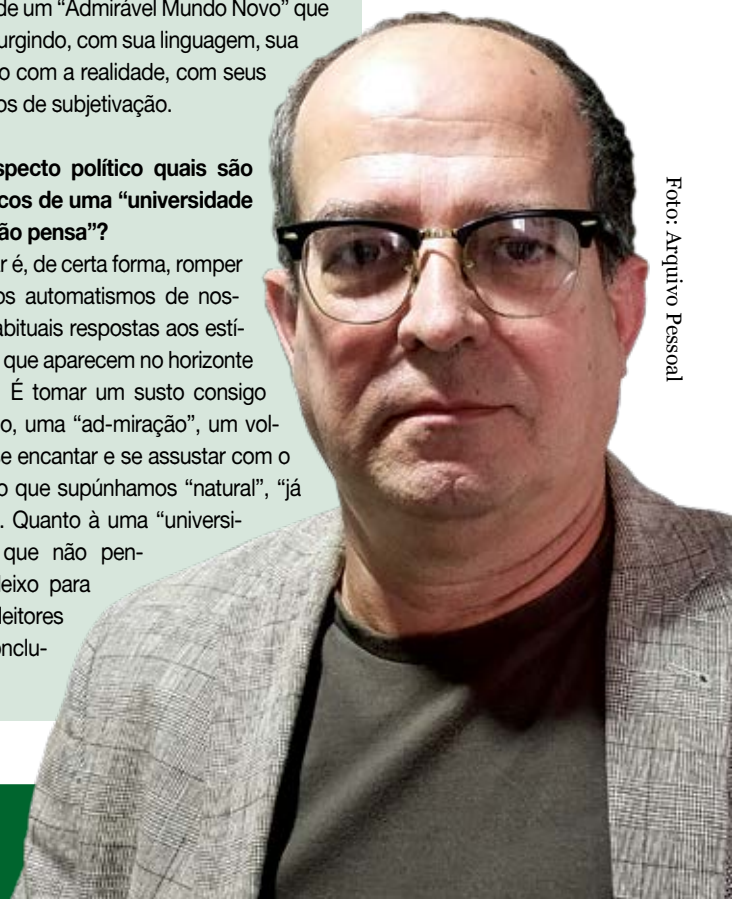 de um “Admirável Mundo Novo” que
urgindo, com sua linguagem, sua
o com a realidade, com seus
os de subjetivação.
specto político quais são
cos de uma “universidade
ão pensa”?
r é, de certa forma, romper
os automatismos de nos-
abituais respostas aos estí-
que aparecem no horizonte
É tomar um susto consigo
o, uma “ad-miração”, um vol-
e encantar e se assustar com o
o que supúnhamos “natural”, “já
. Quanto à uma “universi-
que não pen-
eixo para
leitores
onclu-
Foto: Arquivo Pessoal